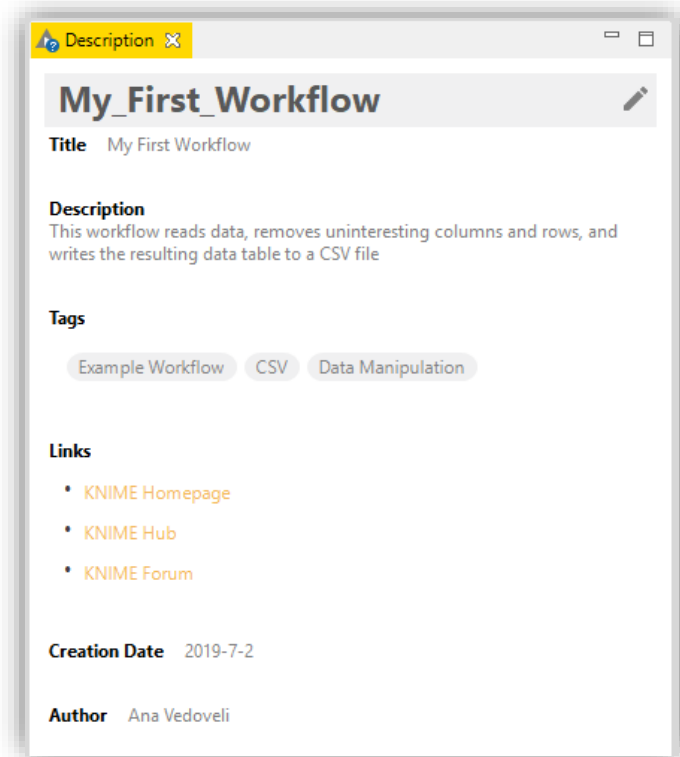 Description
My_First_Workflow
Title My First Workflow
Description
This workflow reads data, removes uninteresting columns and rows, and
writes the resulting data table to a CSV file
Tags
Example Workflow CSV Data Manipulation
Links
• KNIME Homepage
• KNIME Hub
• KNIME Forum
Creation Date 2019-7-2
Author Ana Vedoveli